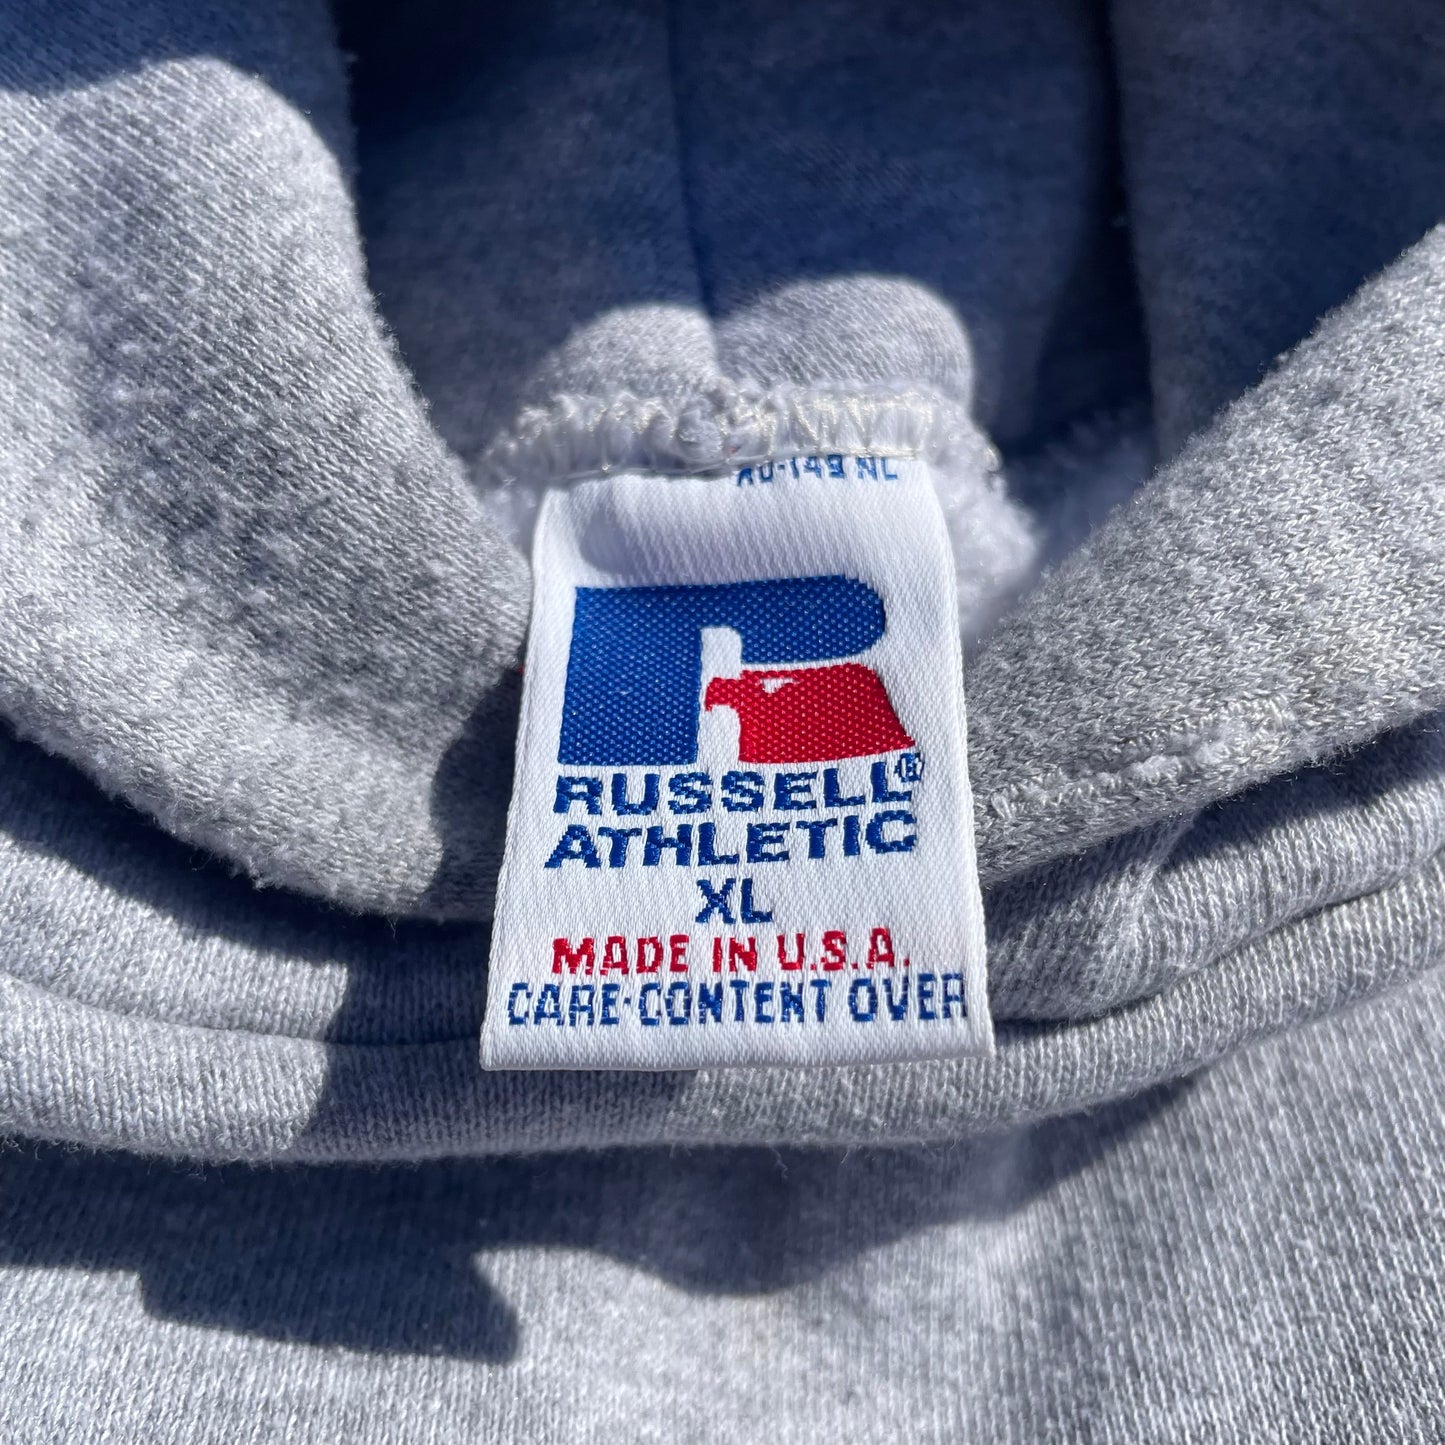 RUSSELL®
ATHLETIC
XL
MADE IN U.S.A.
CARE·CONTENT OVER